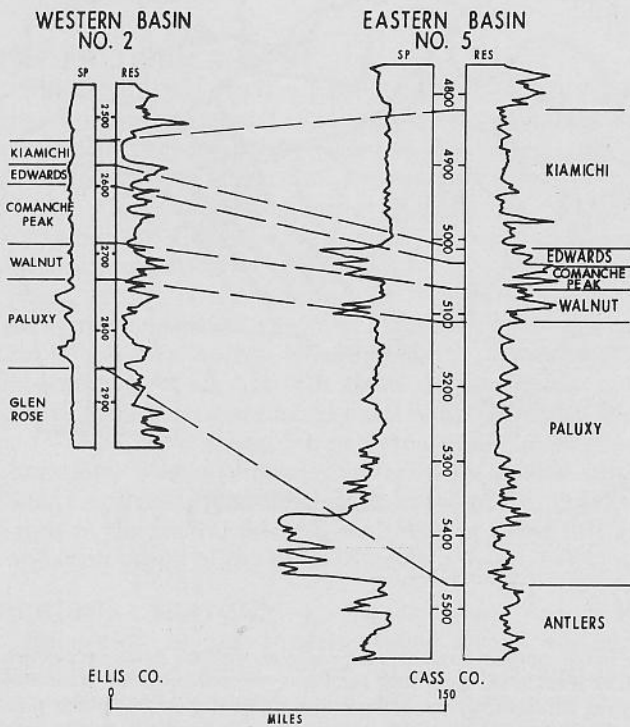 WESTERN BASIN
NO. 2
SP RES
2500
KIAMICHI
EDWARDS
2600
COMANCHE
PEAK
2700
WALNUT
PALUXY
2800
GLEN
ROSE
2900
EASTERN BASIN
NO. 5
SP RES
4800
4900
KIAMICHI
5000
EDWARDS
COMANCHE
PEAK
WALNUT
5100
5200
PALUXY
5300
5400
5500
ANTLERS
ELLIS CO. CASS CO.
0 150
MILES